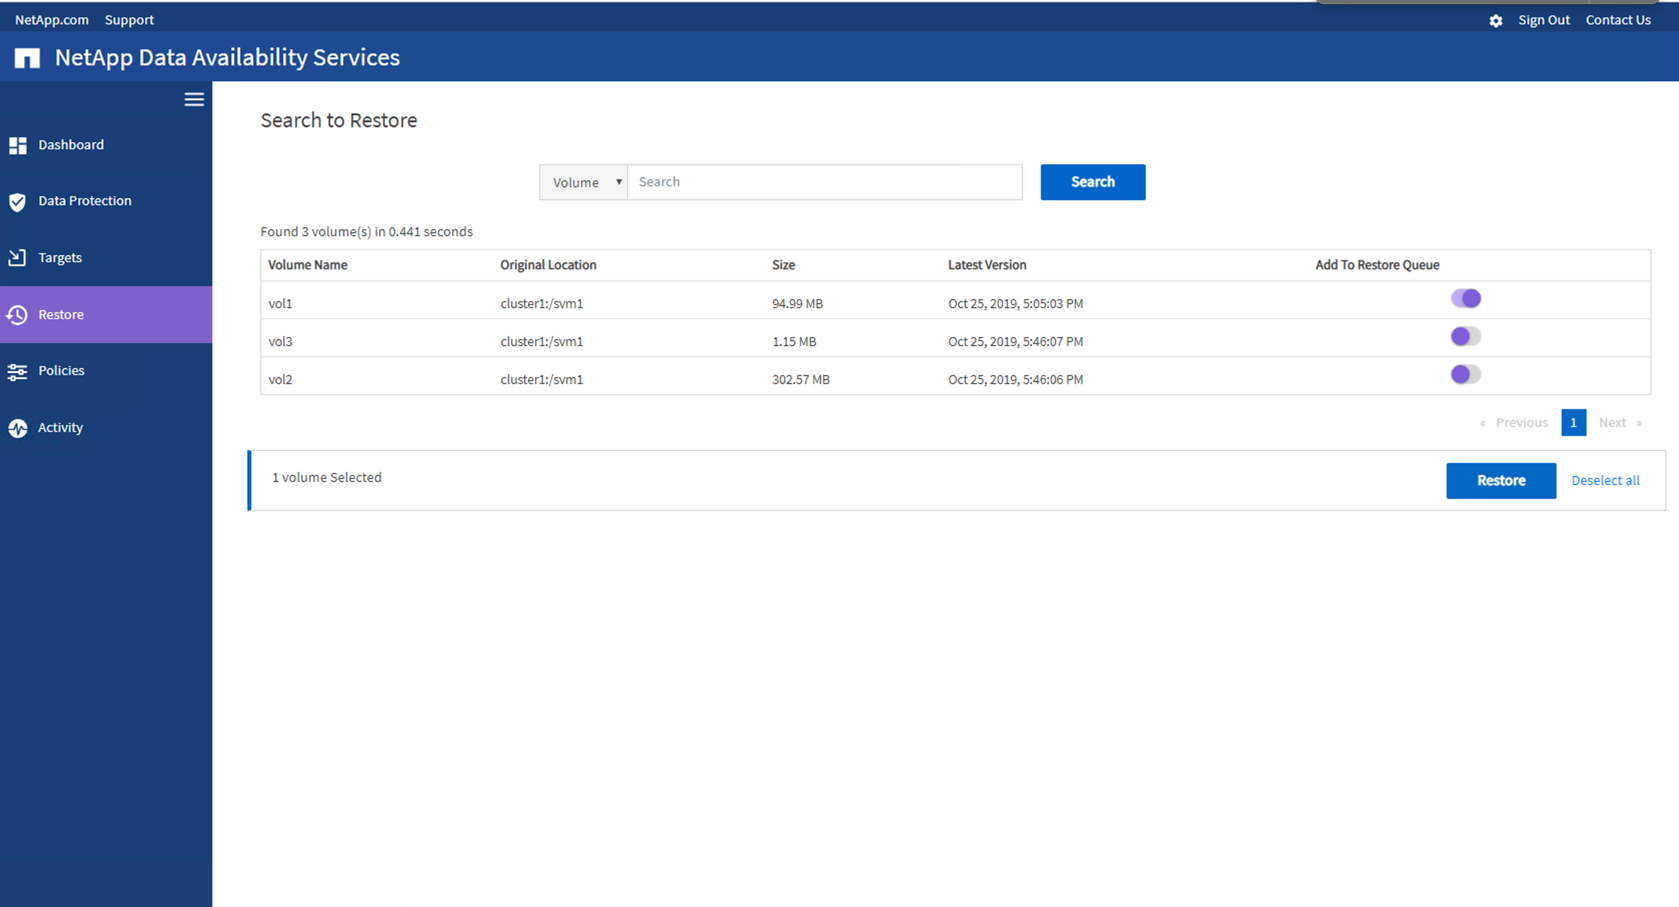 NetApp.com Support Sign Out Contact Us
NetApp Data Availability Services
Dashboard
Data Protection
Targets
Restore
Policies
Activity
Search to Restore
Volume Search Search
Found 3 volume(s) in 0.441 seconds
Volume Name Original Location Size Latest Version Add To Restore Queue
vol1 cluster1:/svm1 94.99 MB Oct 25, 2019, 5:05:03 PM
vol3 cluster1:/svm1 1.15 MB Oct 25, 2019, 5:46:07 PM
vol2 cluster1:/svm1 302.57 MB Oct 25, 2019, 5:46:06 PM
« Previous 1 Next »
1 volume Selected Restore Deselect all